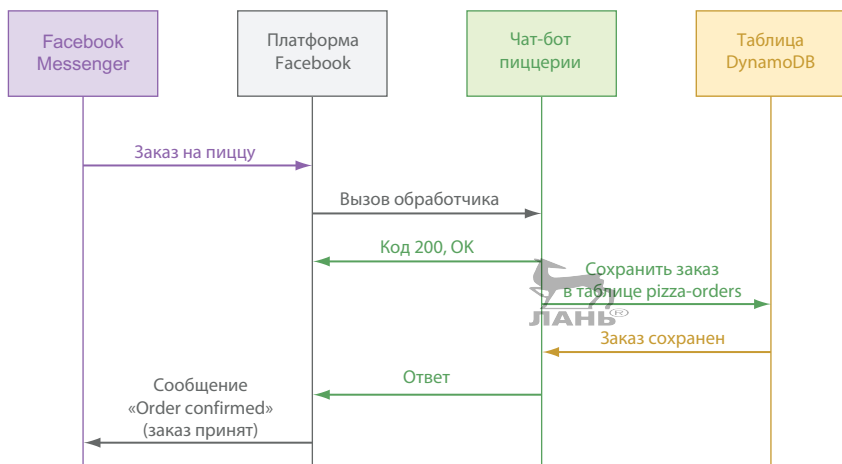 Facebook
Messenger
Платформа
Facebook
Чат-бот
пиццерии
Таблица
DynamoDB
Заказ на пиццу
Вызов обработчика
Код 200, OK
Сохранить заказ
в таблице pizza-orders
ЛАНЬ®
Заказ сохранен
Ответ
Сообщение
«Order confirmed»
(заказ принят)